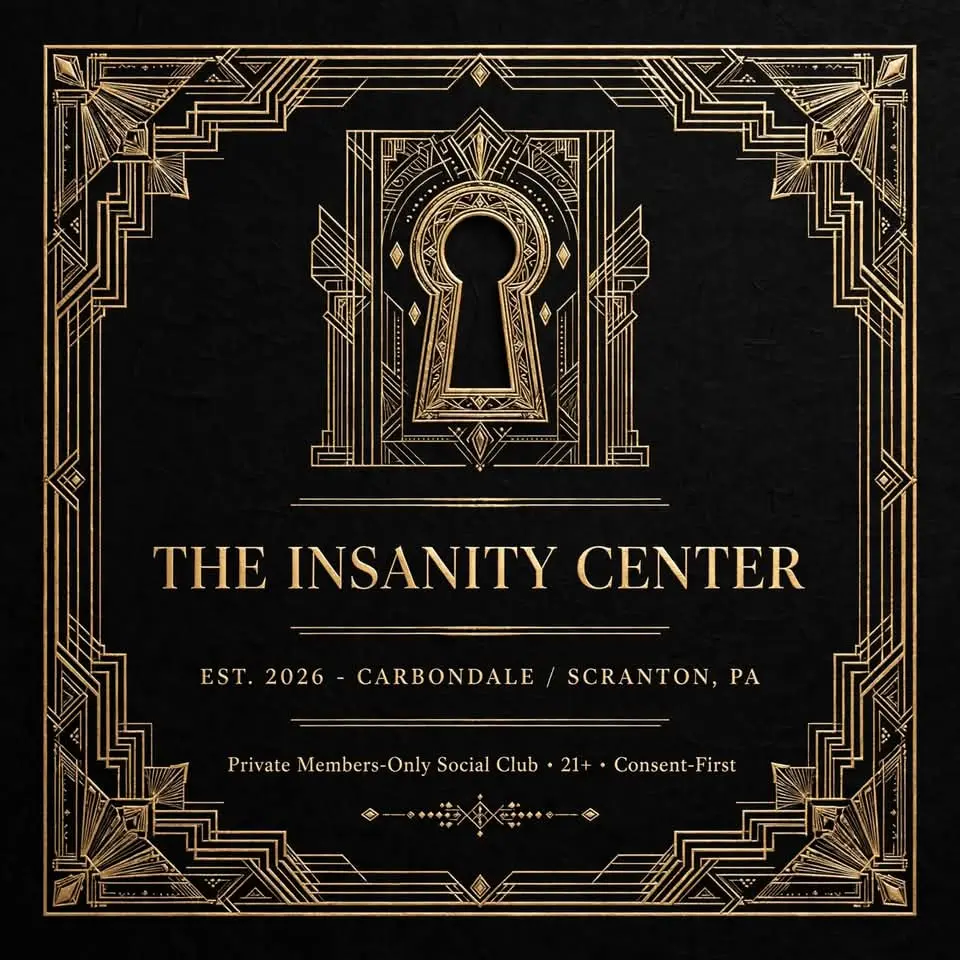 THE INSANITY CENTER
EST. 2026 - CARBONDALE / SCRANTON, PA
Private Members-Only Social Club • 21+ • Consent-First